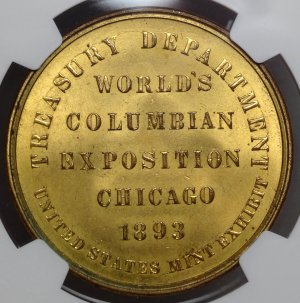 TREASURY DEPARTMENT
WORLD'S
COLUMBIAN
EXPOSITION
CHICAGO
1893
UNITED STATES MINT EXHIBIT